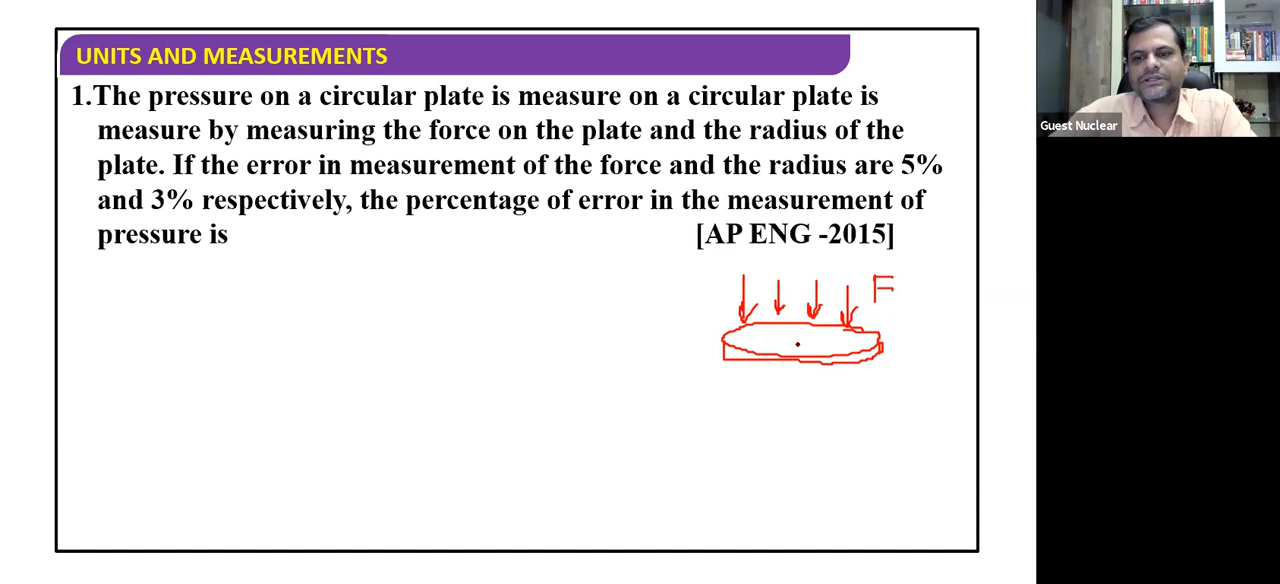 UNITS AND MEASUREMENTS
1.The pressure on a circular plate is measure on a circular plate is
measure by measuring the force on the plate and the radius of the
plate. If the error in measurement of the force and the radius are 5%
and 3% respectively, the percentage of error in the measurement of
pressure is [AP ENG -2015]
F
Guest Nuclear